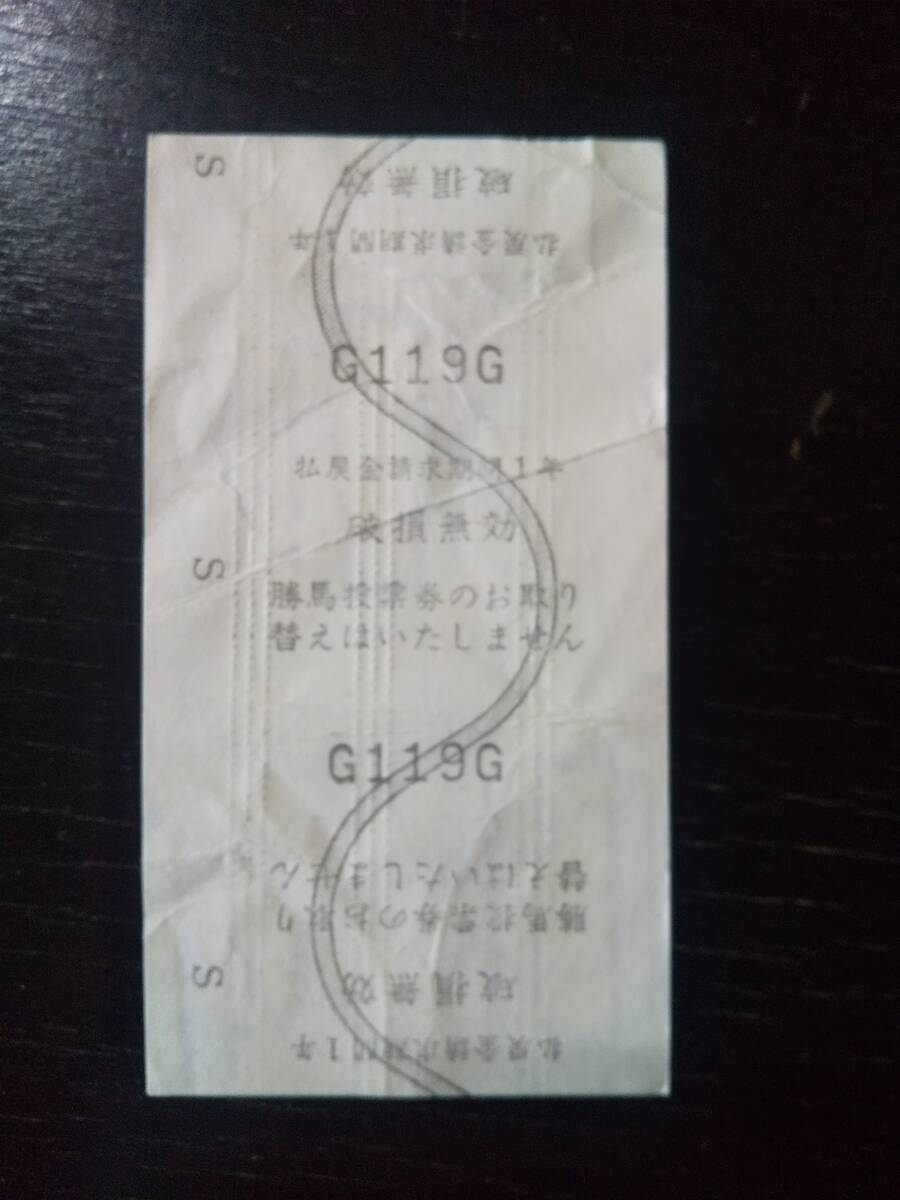 S
破損無効
払戻金請求期間1年
G119G
払戻金請求期間1年
破損無効
S
勝馬投票券のお取り
替えはいたしません
G119G
替えはいたしません
勝馬投票券のお取り
破損無効
S
払戻金請求期間1年